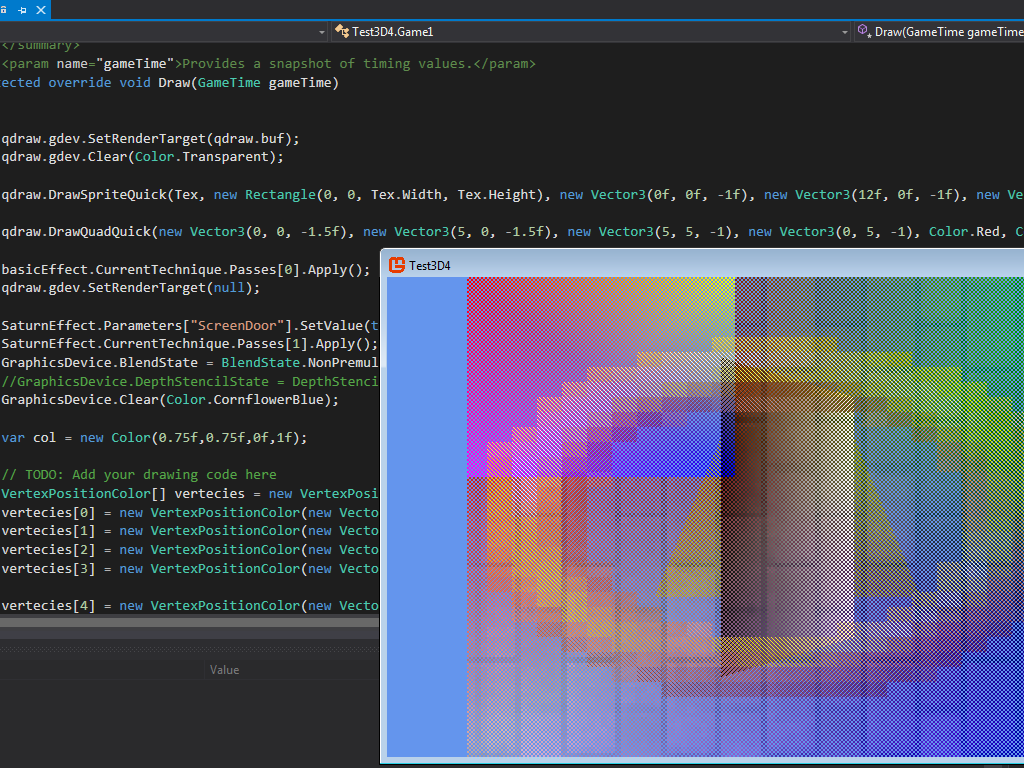 Test3D4.Game1
Draw(GameTime gameTime
</summary>
<param name="gameTime">Provides a snapshot of timing values.</param>
ected override void Draw(GameTime gameTime)
qdraw.gdev.SetRenderTarget(qdraw.buf);
qdraw.gdev.Clear(Color.Transparent);
qdraw.DrawSpriteQuick(Tex, new Rectangle(0, 0, Tex.Width, Tex.Height), new Vector3(0f, 0f, -1f), new Vector3(12f, 0f, -1f), new Ve
qdraw.DrawQuadQuick(new Vector3(0, 0, -1.5f), new Vector3(5, 0, -1.5f), new Vector3(5, 5, -1), new Vector3(0, 5, -1), Color.Red, C
basicEffect.CurrentTechnique.Passes[0].Apply();
Test3D4
qdraw.gdev.SetRenderTarget(null);
SaturnEffect.Parameters["ScreenDoor"].SetValue(t
SaturnEffect.CurrentTechnique.Passes[1].Apply();
GraphicsDevice.BlendState = BlendState.NonPremul
//GraphicsDevice.DepthStencilState = DepthStenci
GraphicsDevice.Clear(Color.CornflowerBlue);
var col = new Color(0.75f,0.75f,0f,1f);
// TODO: Add your drawing code here
VertexPositionColor[] vertecies = new VertexPosi
vertecies[0] = new VertexPositionColor(new Vecto
vertecies[1] = new VertexPositionColor(new Vecto
vertecies[2] = new VertexPositionColor(new Vecto
vertecies[3] = new VertexPositionColor(new Vecto
vertecies[4] = new VertexPositionColor(new Vecto
Value